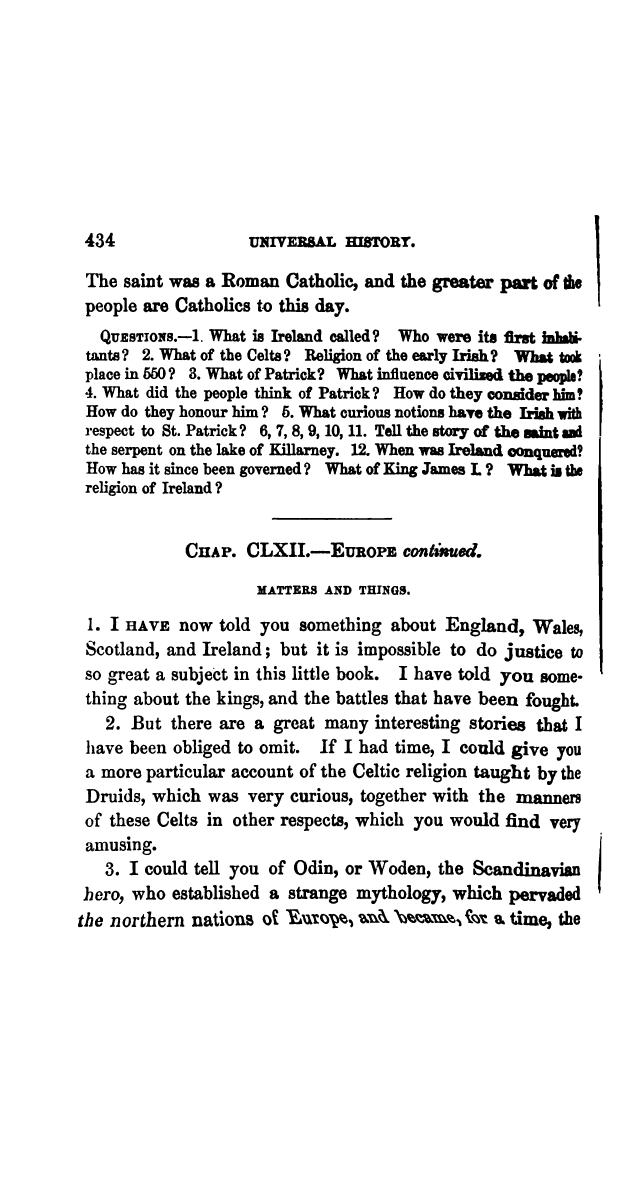 434 UNIVERSAL HISTORY.
The saint was a Roman Catholic, and the greater part of the
people are Catholics to this day.
QUESTIONS.—1. What is Ireland called? Who were its first inhabi-
tants? 2. What of the Celts? Religion of the early Irish? What took
place in 550? 3. What of Patrick? What influence civilized the people?
4. What did the people think of Patrick? How do they consider him?
How do they honour him? 5. What curious notions have the Irish with
respect to St. Patrick? 6, 7, 8, 9, 10, 11. Tell the story of the saint and
the serpent on the lake of Killarney. 12. When was Ireland conquered?
How has it since been governed? What of King James I.? What is the
religion of Ireland?
CHAP. CLXII.—EUROPE continued.
MATTERS AND THINGS.
1. I HAVE now told you something about England, Wales,
Scotland, and Ireland; but it is impossible to do justice to
so great a subject in this little book. I have told you some-
thing about the kings, and the battles that have been fought.
2. But there are a great many interesting stories that I
have been obliged to omit. If I had time, I could give you
a more particular account of the Celtic religion taught by the
Druids, which was very curious, together with the manners
of these Celts in other respects, which you would find very
amusing.
3. I could tell you of Odin, or Woden, the Scandinavian
hero, who established a strange mythology, which pervaded
the northern nations of Europe, and became, for a time, the